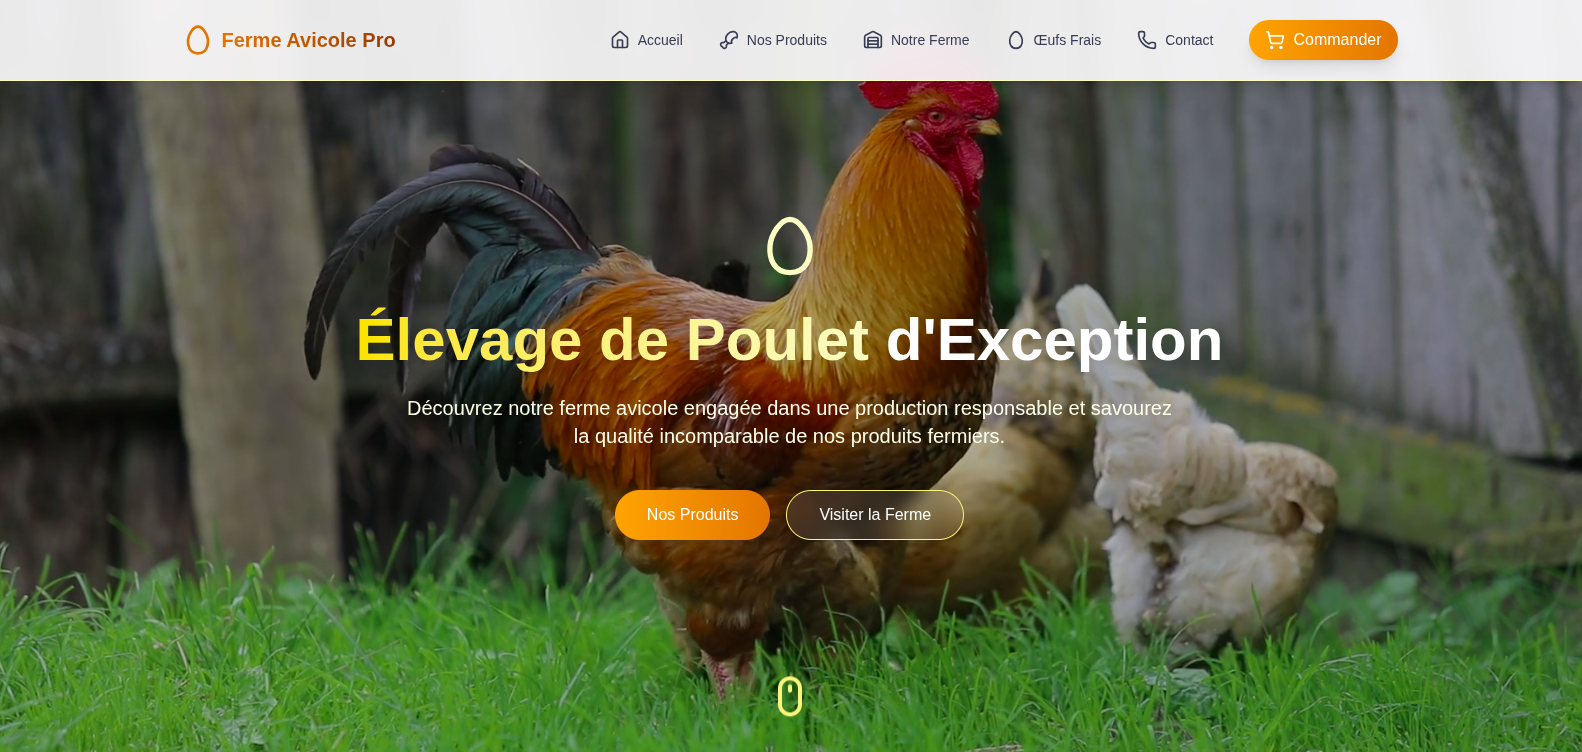 Ferme Avicole Pro
Accueil
Nos Produits
Notre Ferme
Œufs Frais
Contact
Commander
Élevage de Poulet d'Exception
Découvrez notre ferme avicole engagée dans une production responsable et savourez
la qualité incomparable de nos produits fermiers.
Nos Produits
Visiter la Ferme